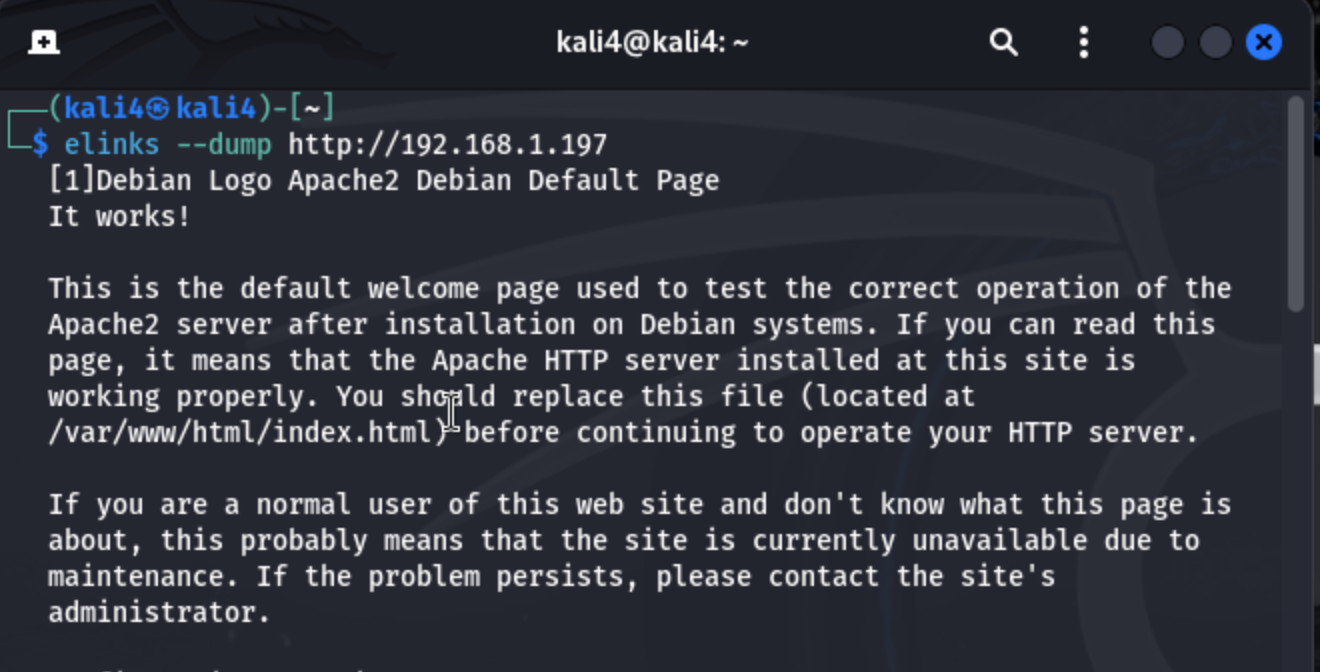 kali4@kali4: ~
┌──(kali4㉿kali4)-[~]
└─$ elinks --dump http://192.168.1.197
[1]Debian Logo Apache2 Debian Default Page
It works!
This is the default welcome page used to test the correct operation of the
Apache2 server after installation on Debian systems. If you can read this
page, it means that the Apache HTTP server installed at this site is
working properly. You should replace this file (located at
/var/www/html/index.html) before continuing to operate your HTTP server.
If you are a normal user of this web site and don't know what this page is
about, this probably means that the site is currently unavailable due to
maintenance. If the problem persists, please contact the site's
administrator.